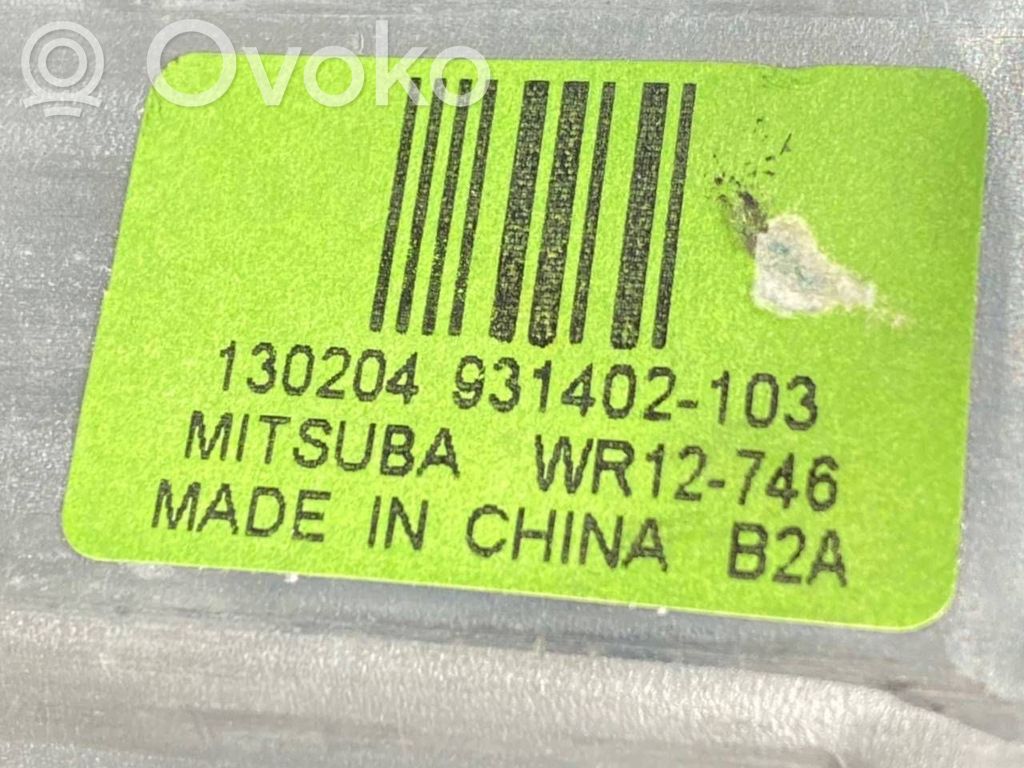 Ovoko
130204 931402-103
MITSUBA WR12-746
MADE IN CHINA B2A